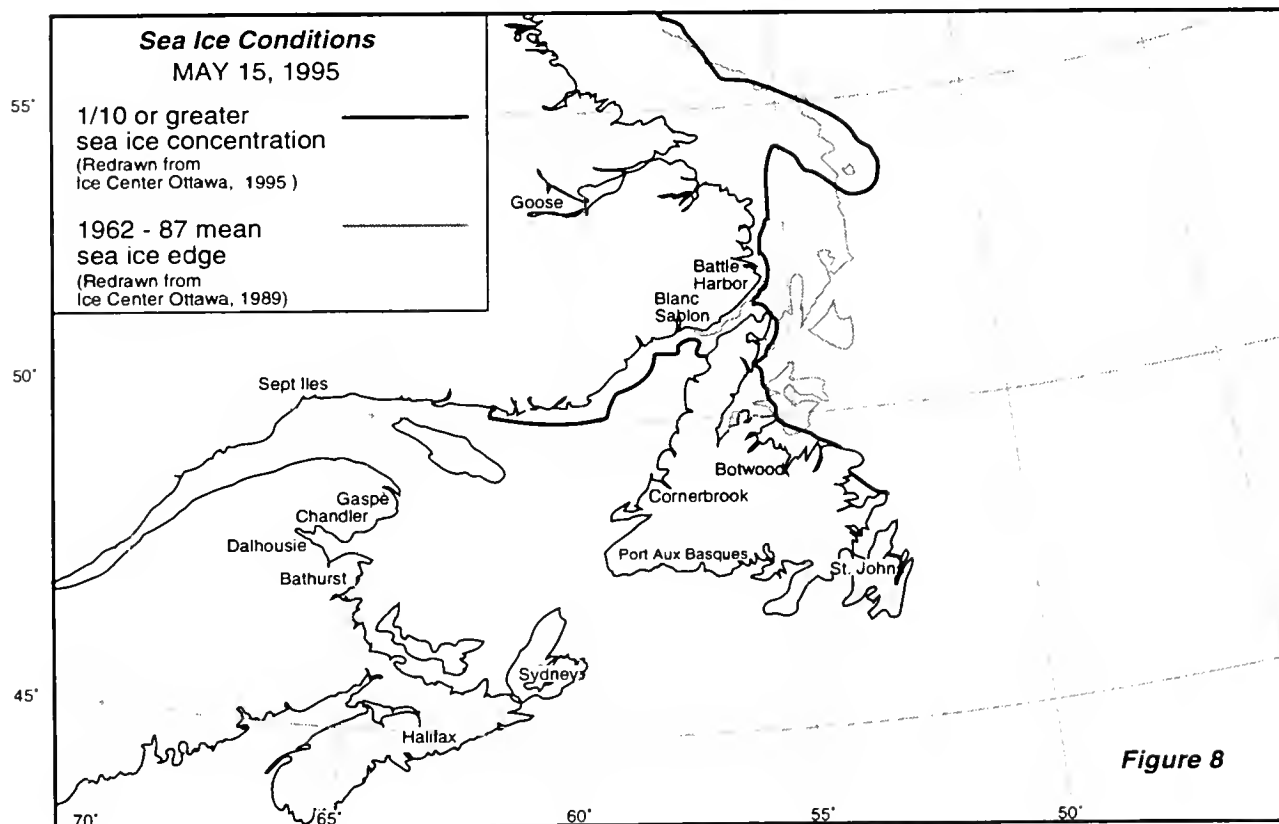 Sea Ice Conditions
MAY 15, 1995
1/10 or greater
sea ice concentration
(Redrawn from
Ice Center Ottawa, 1995 )
1962 - 87 mean
sea ice edge
(Redrawn from
Ice Center Ottawa, 1989)
55°
Goose
Battle
Harbor
Blanc
Sablon
50°
Sept Iles
Botwood
Gaspè
Cornerbrook
Chandler
Dalhousie
Port Aux Basques
St. Johns
Bathurst
Sydney
45°
Halifax
Figure 8
70°
65°
60°
55°
50°